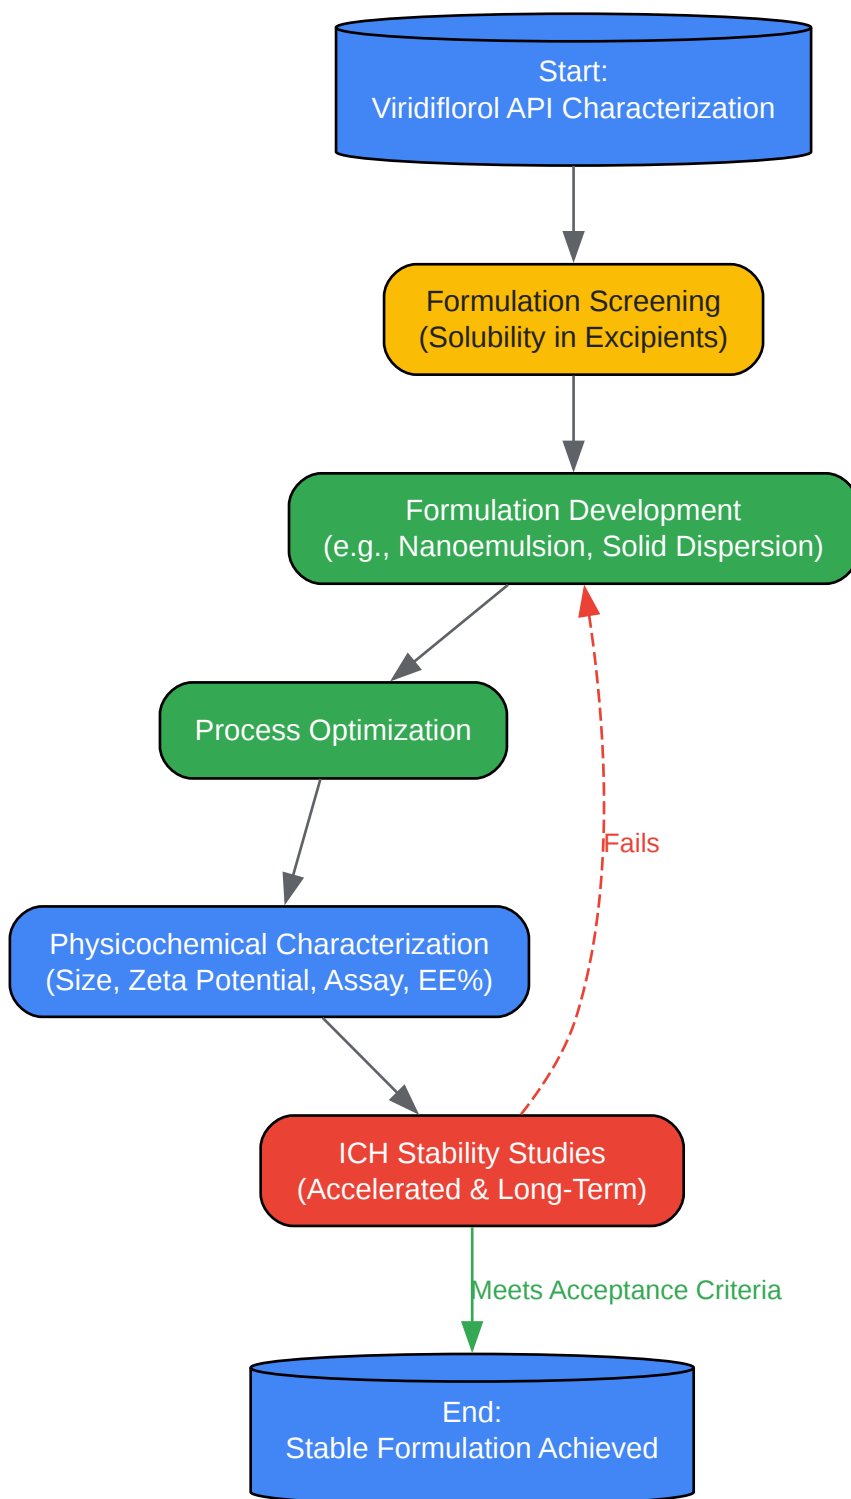 Start:
Viridiflorol API Characterization
Formulation Screening
(Solubility in Excipients)
Formulation Development
(e.g., Nanoemulsion, Solid Dispersion)
Process Optimization
Fails
Physicochemical Characterization
(Size, Zeta Potential, Assay, EE%)
ICH Stability Studies
(Accelerated & Long-Term)
Meets Acceptance Criteria
End:
Stable Formulation Achieved